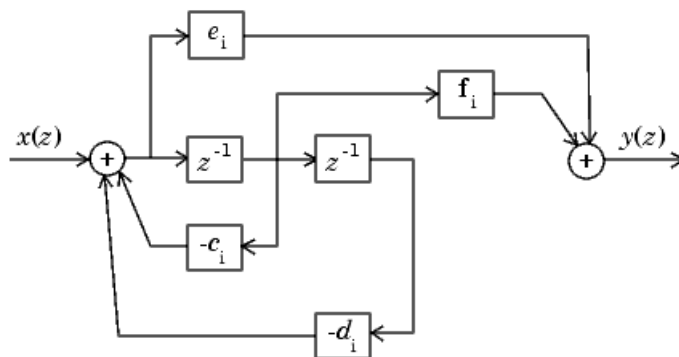 e_i
f_i
x(z)
+
z^-1
z^-1
+
y(z)
-c_i
-d_i